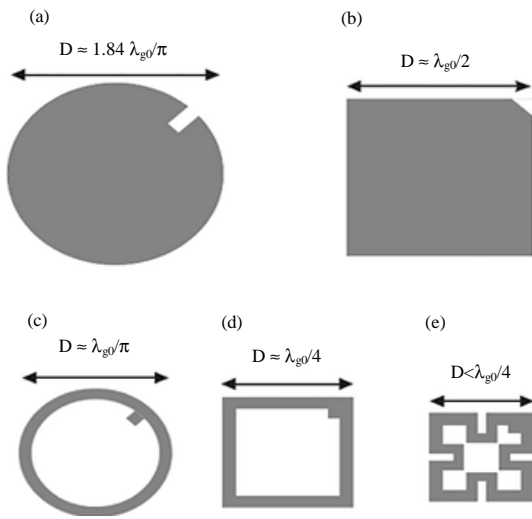 (a)
D ≈ 1.84 λg0/π
(b)
D ≈ λg0/2
(c)
D ≈ λg0/π
(d)
D ≈ λg0/4
(e)
D<λg0/4